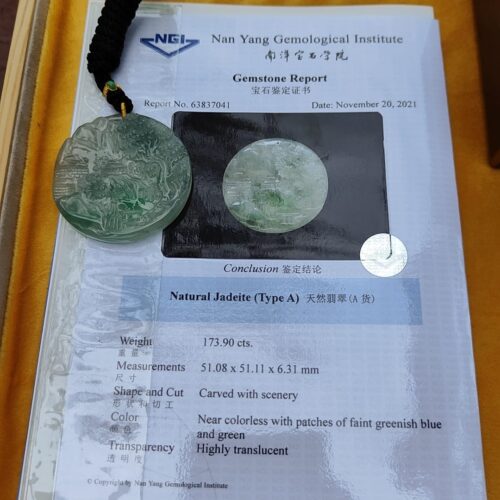 NGI
Nan Yang Gemological Institute
南洋宝石学院
Gemstone Report
宝石鉴定证书
Report No. 63837041
Date: November 20, 2021
Conclusion 鉴定结论
Natural Jadeite (Type A) 天然翡翠(A 货)
Weight 173.90 cts.
重量
Measurements 51.08 x 51.11 x 6.31 mm
尺寸
Shape and Cut Carved with scenery
形状和切工
Color Near colorless with patches of faint greenish blue
颜色 and green
Transparency Highly translucent
透明度
© Copyright by Nan Yang Gemological Institute